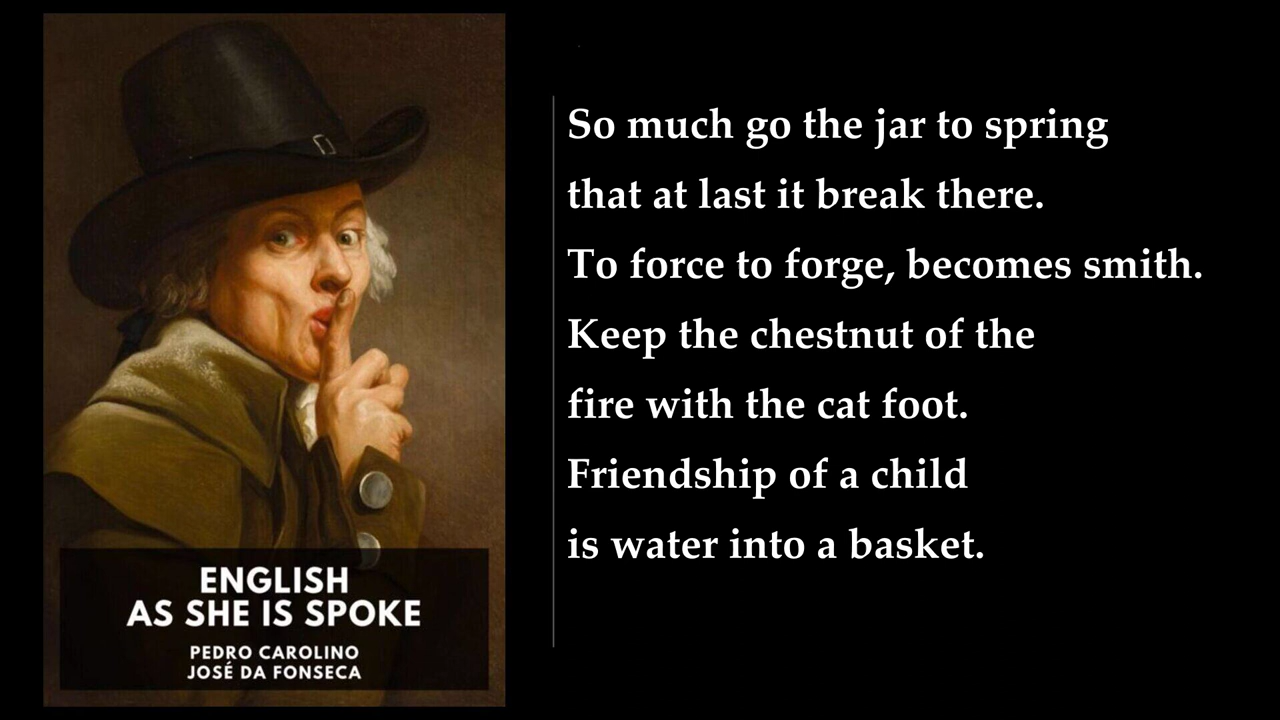 ENGLISH
AS SHE IS SPOKE
PEDRO CAROLINO
JOSÉ DA FONSECA
So much go the jar to spring
that at last it break there.
To force to forge, becomes smith.
Keep the chestnut of the
fire with the cat foot.
Friendship of a child
is water into a basket.